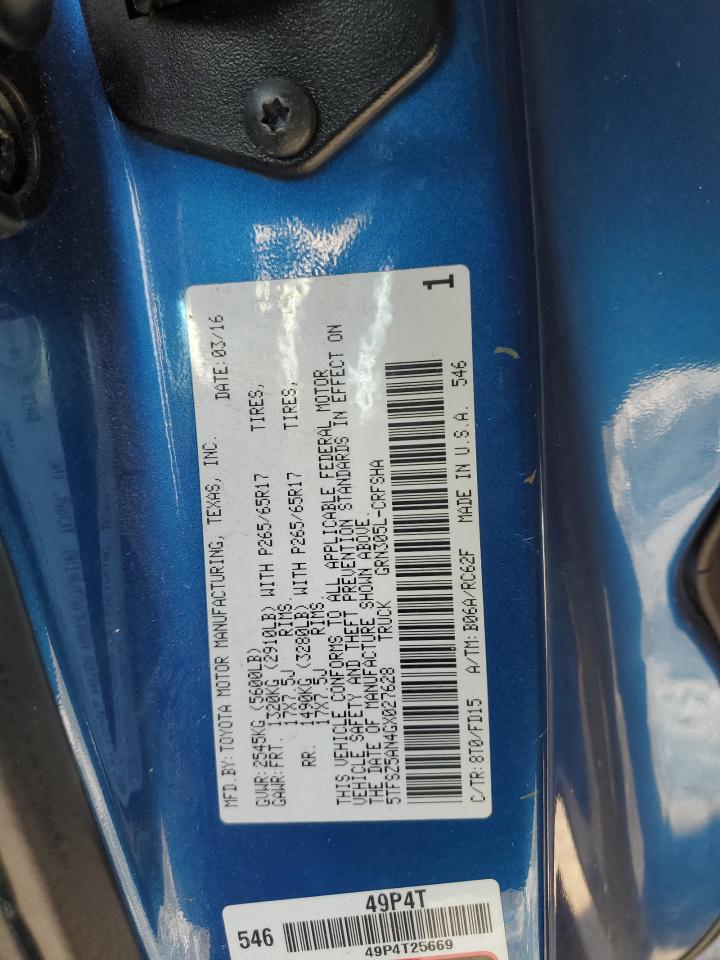 MFD.BY: TOYOTA MOTOR MANUFACTURING, TEXAS, INC. DATE: 03/16
GVWR: 2545KG (5600LB)
GAWR: FRT 1320KG (2910LB) WITH P265/65R17 TIRES,
17X7.5J RIMS
RR. 1490KG (3280LB) WITH P265/65R17 TIRES,
17X7.5J RIMS
THIS VEHICLE CONFORMS TO ALL APPLICABLE FEDERAL MOTOR
VEHICLE SAFETY AND THEFT PREVENTION STANDARDS IN EFFECT ON
THE DATE OF MANUFACTURE SHOWN ABOVE
5TFSZ5AN4GX027628 TRUCK GRN305L-CRFSHA
1
C/TR: 8T0/FD15 A/TM: B06A/RC62F MADE IN U.S.A. 546
49P4T
546
49P4T25669